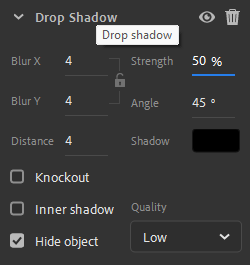 Drop Shadow
Drop shadow
Blur X 4 Strength 50 %
Blur Y 4 Angle 45 °
Distance 4 Shadow
Knockout
Inner shadow Quality
Hide object Low